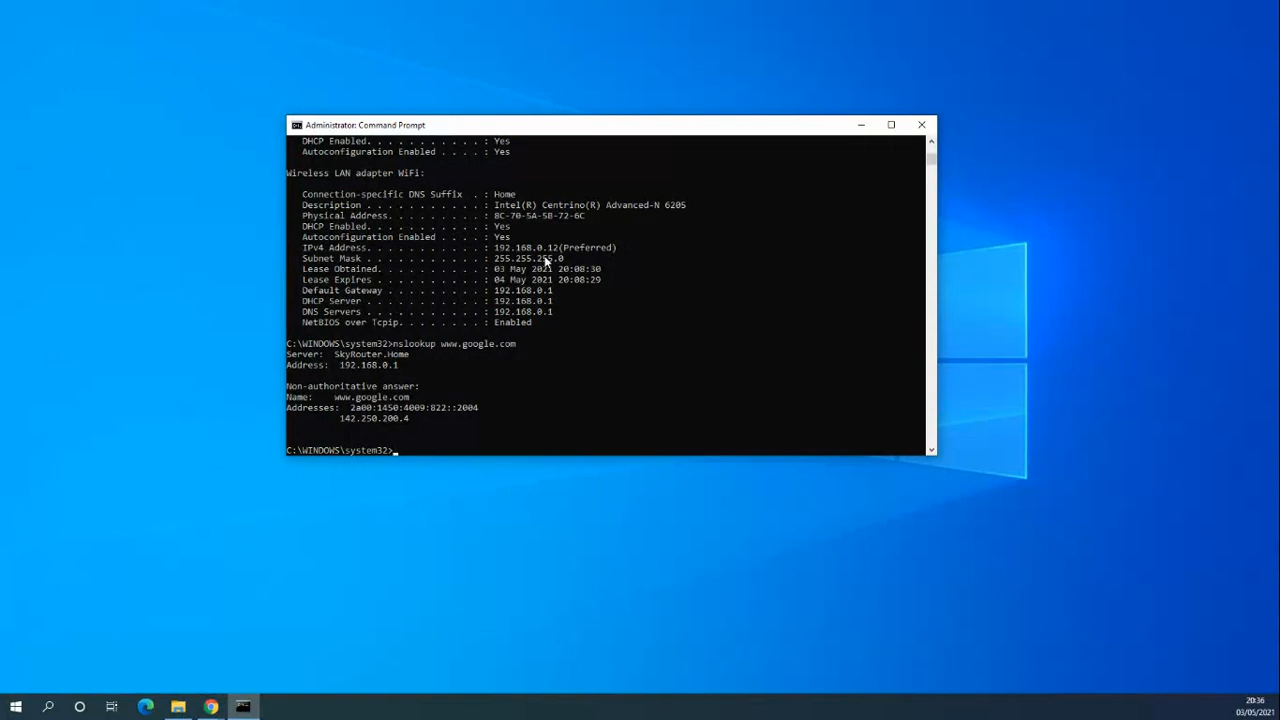 Administrator: Command Prompt
DHCP Enabled. . . . . . . . . . . : Yes
Autoconfiguration Enabled . . . . : Yes
Wireless LAN adapter WiFi:
Connection-specific DNS Suffix  . : Home
Description . . . . . . . . . . . : Intel(R) Centrino(R) Advanced-N 6205
Physical Address. . . . . . . . . : 8C-70-5A-5B-72-6C
DHCP Enabled. . . . . . . . . . . : Yes
Autoconfiguration Enabled . . . . : Yes
IPv4 Address. . . . . . . . . . . : 192.168.0.12(Preferred)
Subnet Mask . . . . . . . . . . . : 255.255.255.0
Lease Obtained. . . . . . . . . . : 03 May 2021 20:08:30
Lease Expires . . . . . . . . . . : 04 May 2021 20:08:29
Default Gateway . . . . . . . . . : 192.168.0.1
DHCP Server . . . . . . . . . . . : 192.168.0.1
DNS Servers . . . . . . . . . . . : 192.168.0.1
NetBIOS over Tcpip. . . . . . . . : Enabled
C:\WINDOWS\system32>nslookup www.google.com
Server:  SkyRouter.Home
Address:  192.168.0.1
Non-authoritative answer:
Name:    www.google.com
Addresses:  2a00:1450:4009:822::2004
142.250.200.4
C:\WINDOWS\system32>
20:36
03/05/2021